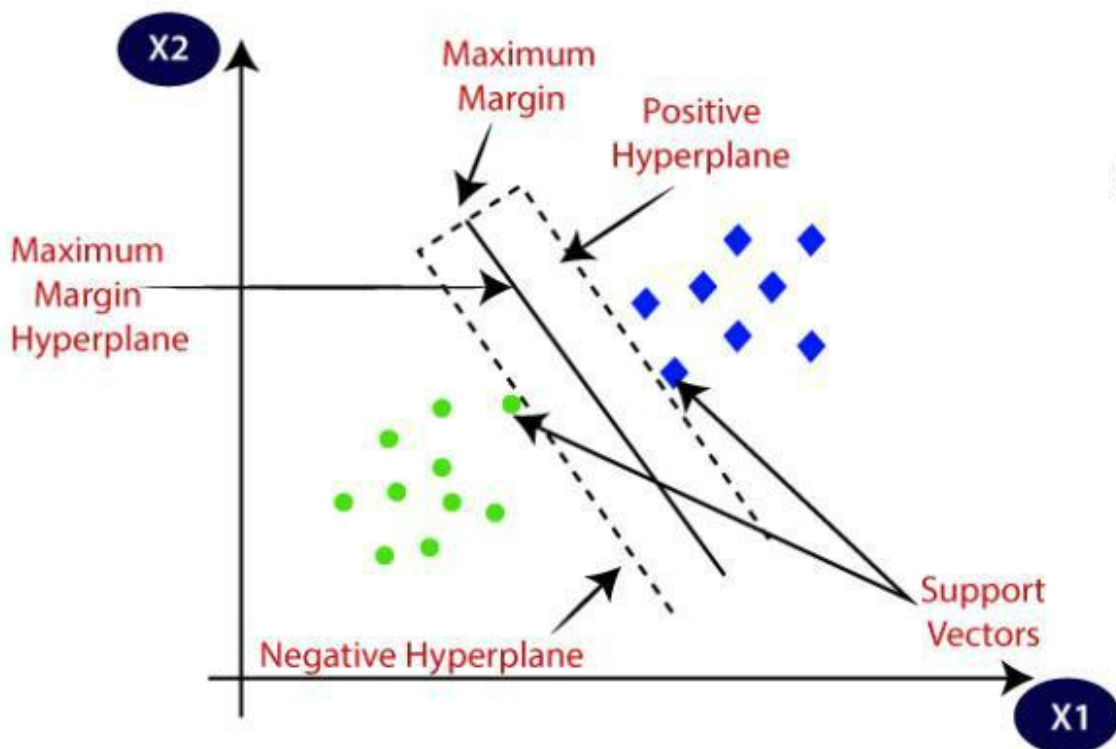 X2
Maximum
Margin
Positive
Hyperplane
Maximum
Margin
Hyperplane
Support
Vectors
Negative Hyperplane
X1